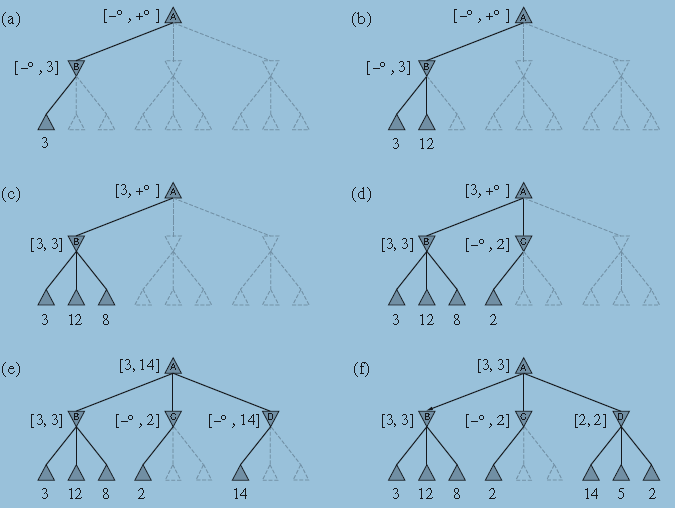 (a) [–° , +° ] A
[–° , 3] B
3
(b) [–° , +° ] A
[–° , 3] B
3 12
(c) [3, +° ] A
[3, 3] B
3 12 8
(d) [3, +° ] A
[3, 3] B [–° , 2] C
3 12 8 2
(e) [3, 14] A
[3, 3] B [–° , 2] C [–° , 14] D
3 12 8 2 14
(f) [3, 3] A
[3, 3] B [–° , 2] C [2, 2] D
3 12 8 2 14 5 2